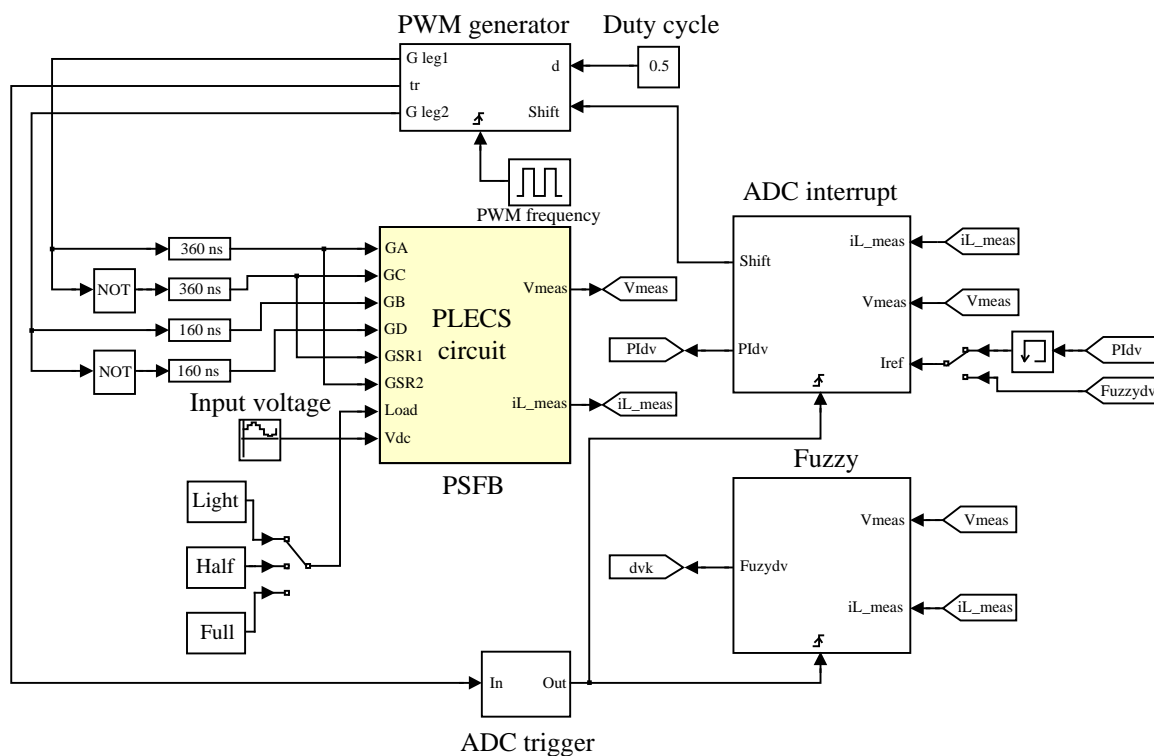 PWM generator
Duty cycle
G leg1
tr
G leg2
d
Shift
0.5
PWM frequency
ADC interrupt
iL_meas
Vmeas
Iref
Shift
PIdv
iL_meas
Vmeas
PIdv
Fuzzydv
PIdv
360 ns
NOT
360 ns
160 ns
NOT
160 ns
GA
GC
GB
GD
GSR1
GSR2
Load
Vdc
PLECS
circuit
Vmeas
iL_meas
Vmeas
iL_meas
PSFB
Input voltage
Light
Half
Full
Fuzzy
Vmeas
iL_meas
Fuzydv
Vmeas
iL_meas
dvk
In
Out
ADC trigger